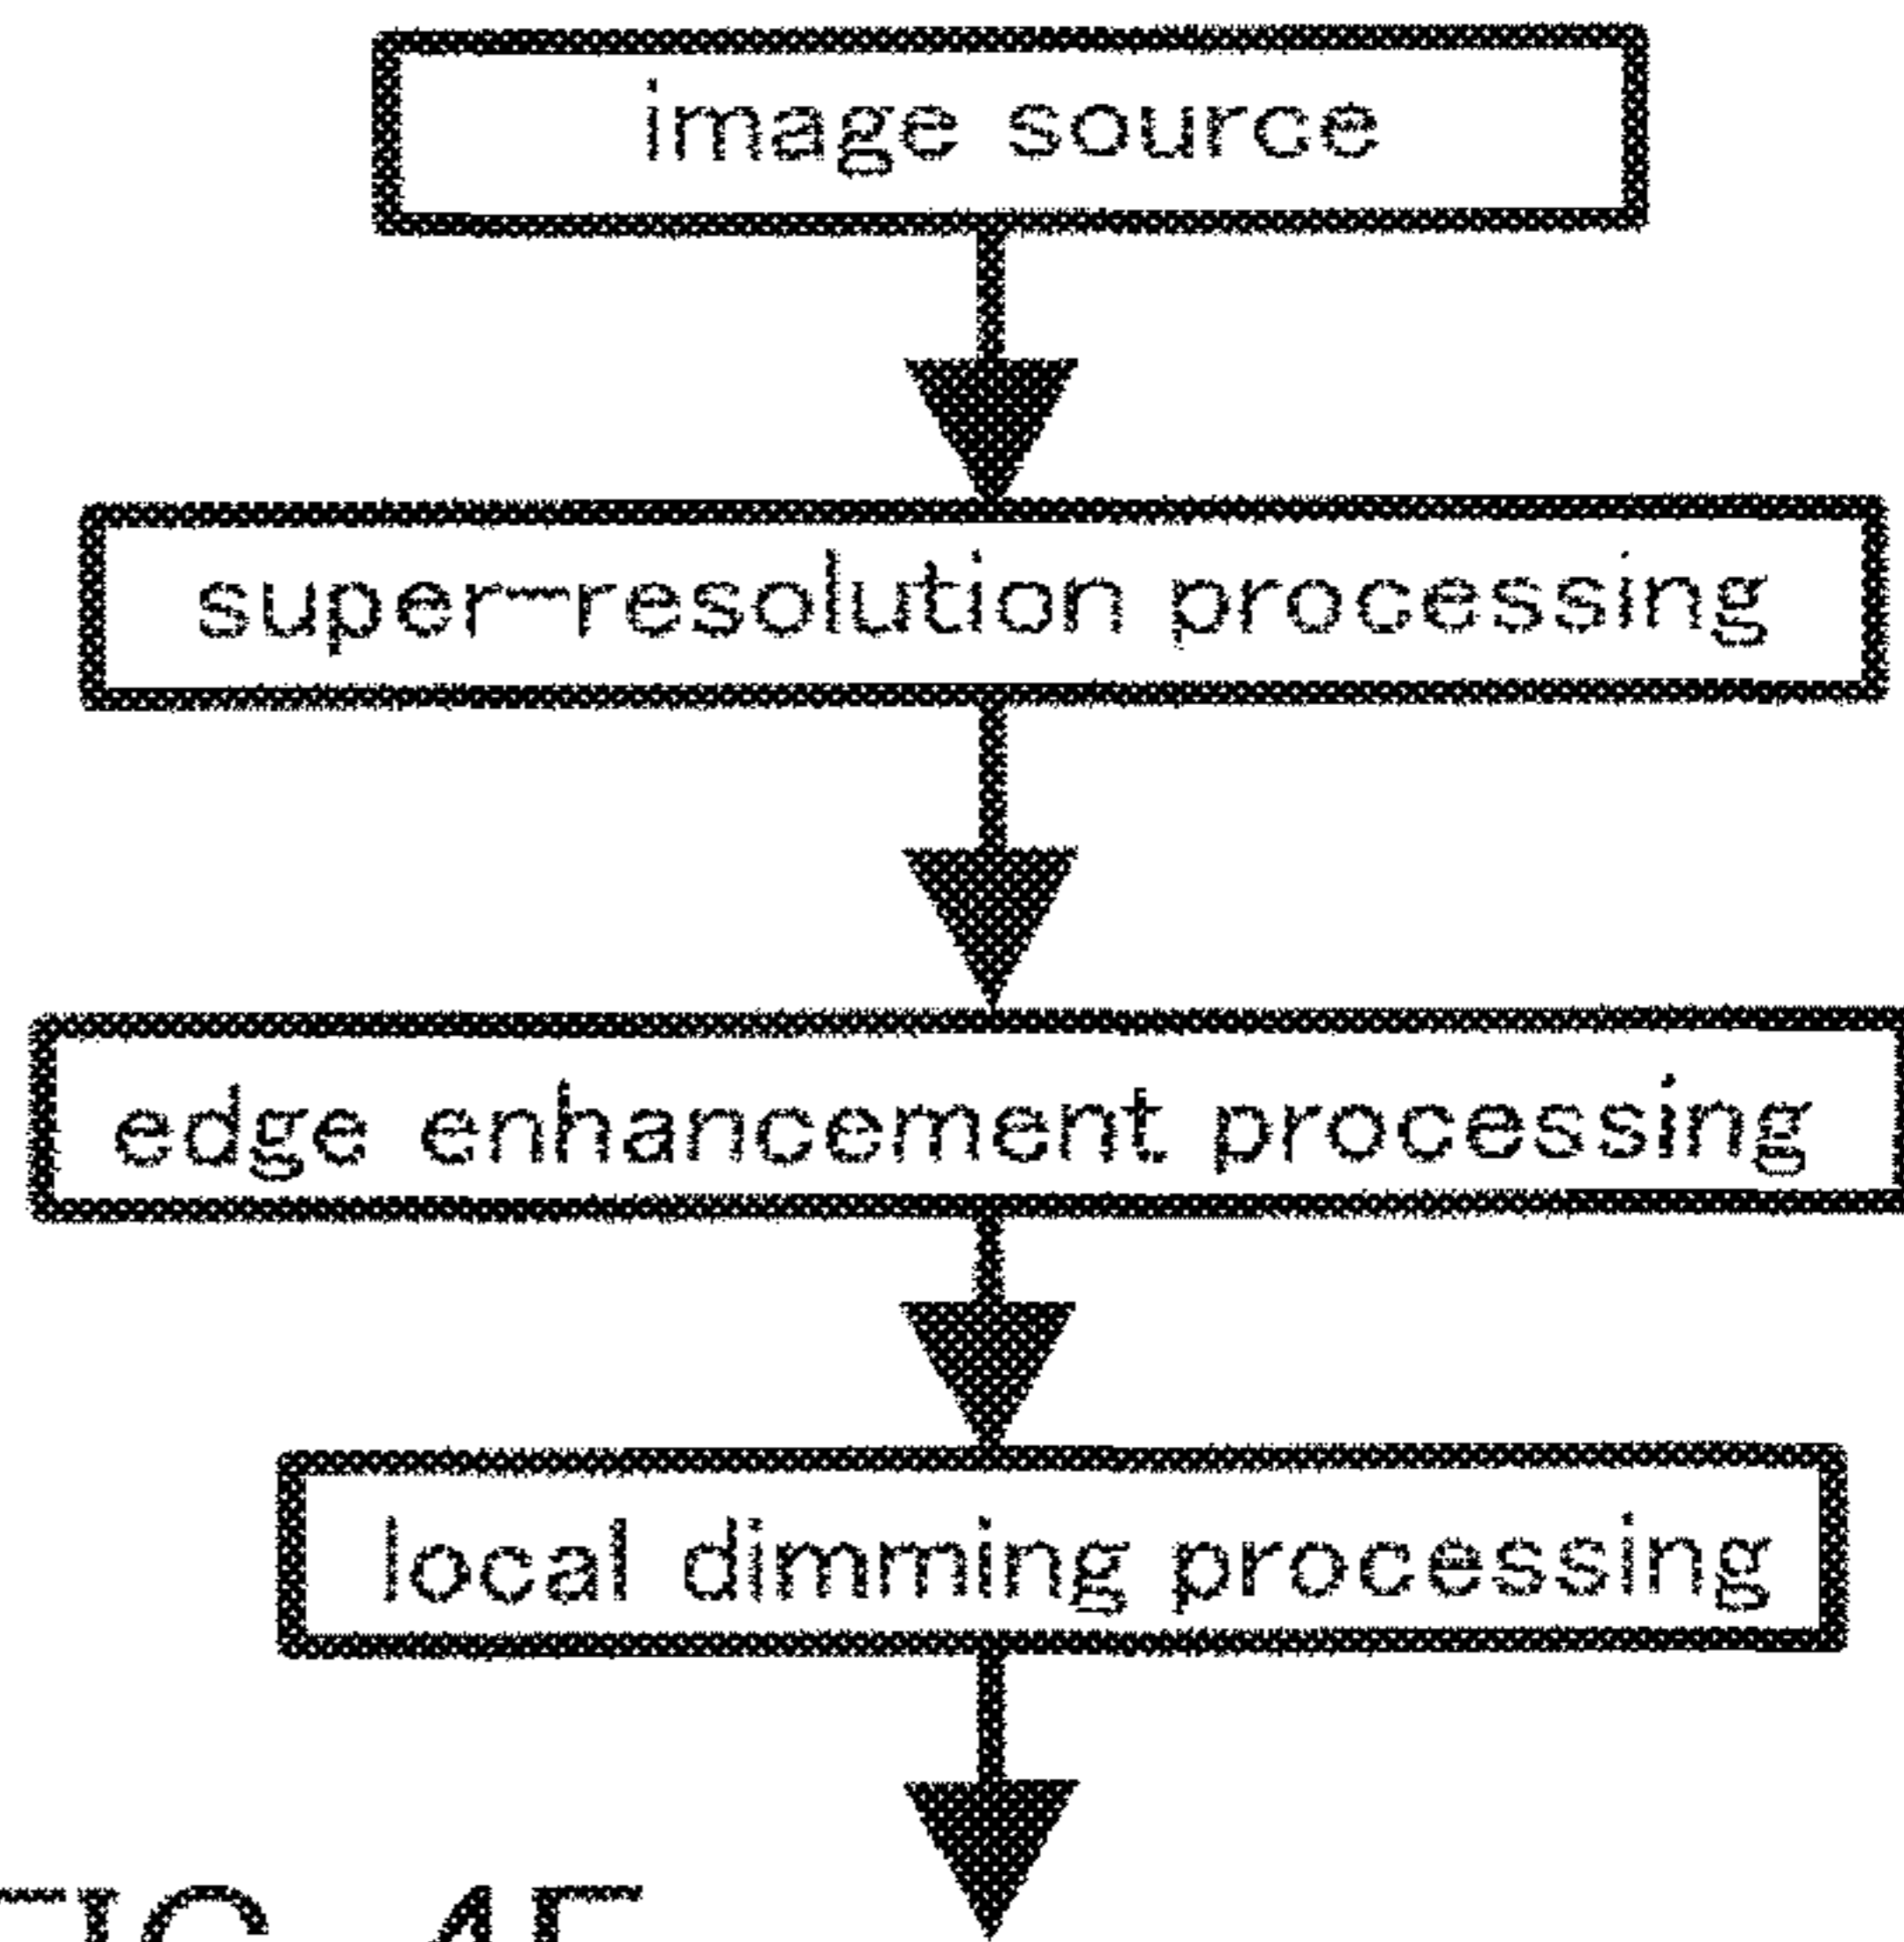 image source
super-resolution processing
edge enhancement processing
local dimming processing